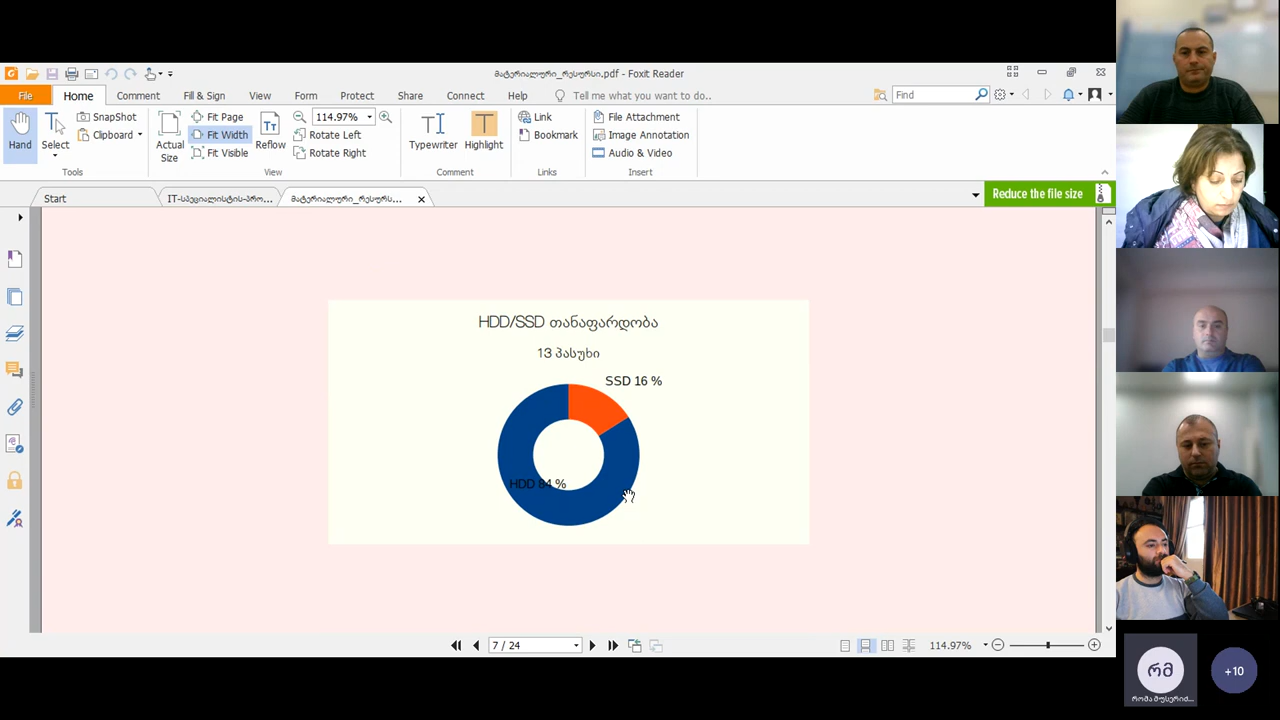 მატერიალური_რესურსი.pdf - Foxit Reader
File
Home
Comment
Fill & Sign
View
Form
Protect
Share
Connect
Help
Tell me what you want to do..
Find
Hand
Select
SnapShot
Clipboard
Tools
Actual Size
Fit Page
Fit Width
Fit Visible
Reflow
114.97%
Rotate Left
Rotate Right
View
Typewriter
Highlight
Comment
Link
Bookmark
Links
File Attachment
Image Annotation
Audio & Video
Insert
Start
IT-სპეციალისტის-პრო...
მატერიალური_რესურს...
Reduce the file size
HDD/SSD თანაფარდობა
13 პასუხი
SSD 16 %
HDD 84 %
7 / 24
114.97%
რმ
რომა მუსერიძ...
+10